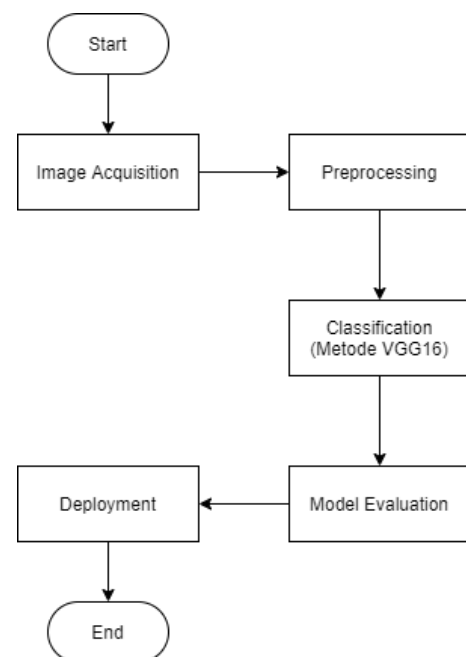 Start
Image Acquisition
Preprocessing
Classification
(Metode VGG16)
Model Evaluation
Deployment
End